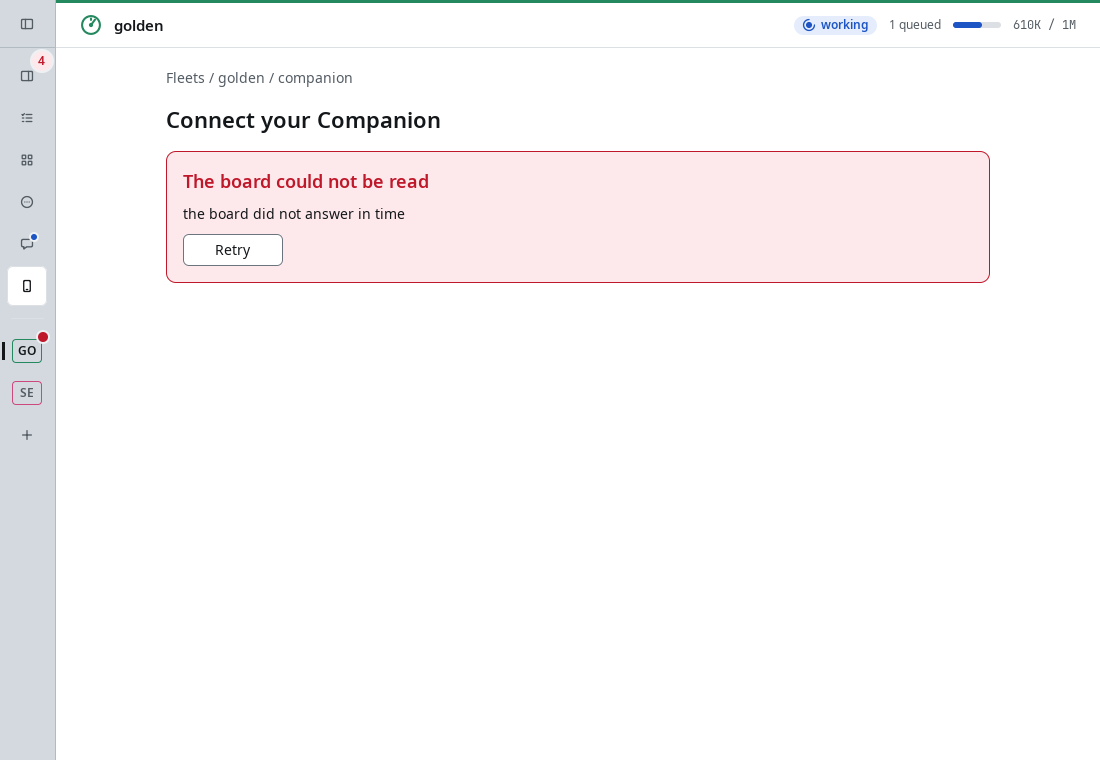 golden
working
1 queued
610K / 1M
4
Fleets / golden / companion
Connect your Companion
The board could not be read
the board did not answer in time
Retry
GO
SE